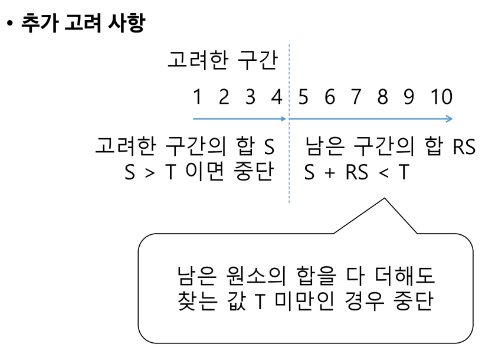 • 추가 고려 사항
고려한 구간
1 2 3 4 5 6 7 8 9 10
고려한 구간의 합 S
S > T 이면 중단
남은 구간의 합 RS
S + RS < T
남은 원소의 합을 다 더해도
찾는 값 T 미만인 경우 중단